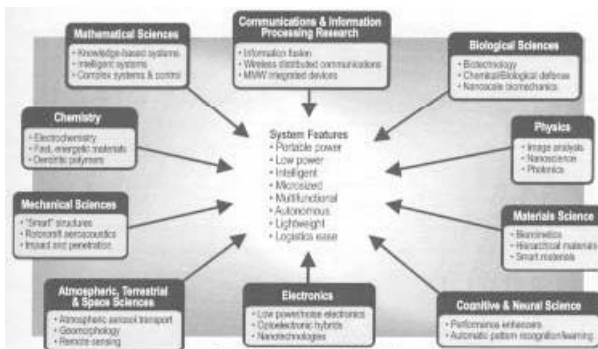 Mathematical Sciences
• Knowledge-based systems
• Intelligent systems
• Complex systems & control
Communications & Information
Processing Research
• Information fusion
• Wireless distributed communications
• MMW integrated devices
Biological Sciences
• Biotechnology
• Chemical/Biological defense
• Nanoscale biomechanics
Chemistry
• Electrochemistry
• Fast, energetic materials
• Dendritic polymers
System Features
• Portable power
• Low power
• Intelligent
• Microsized
• Multifunctional
• Autonomous
• Lightweight
• Logistics ease
Physics
• Image analysis
• Nanoscience
• Photonics
Mechanical Sciences
• "Smart" structures
• Rotorcraft aeroacoustics
• Impact and penetration
Materials Science
• Biomimetics
• Hierarchical materials
• Smart materials
Atmospheric, Terrestrial
& Space Sciences
• Atmospheric aerosol transport
• Geomorphology
• Remote sensing
Electronics
• Low power/noise electronics
• Optoelectronic hybrids
• Nanotechnologies
Cognitive & Neural Science
• Performance enhancers
• Automatic pattern recognition/learning